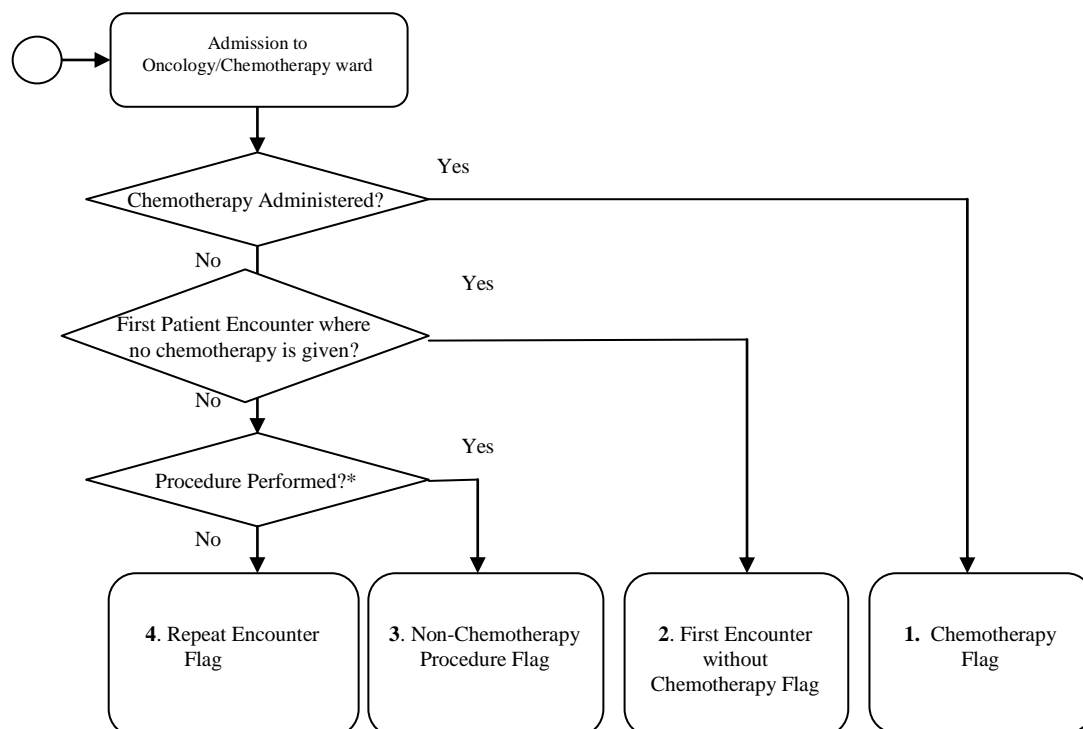 Admission to
Oncology/Chemotherapy ward
Yes
Chemotherapy Administered?
No
Yes
First Patient Encounter where
no chemotherapy is given?
No
Yes
Procedure Performed?*
No
4. Repeat Encounter
Flag
3. Non-Chemotherapy
Procedure Flag
2. First Encounter
without
Chemotherapy Flag
1. Chemotherapy
Flag